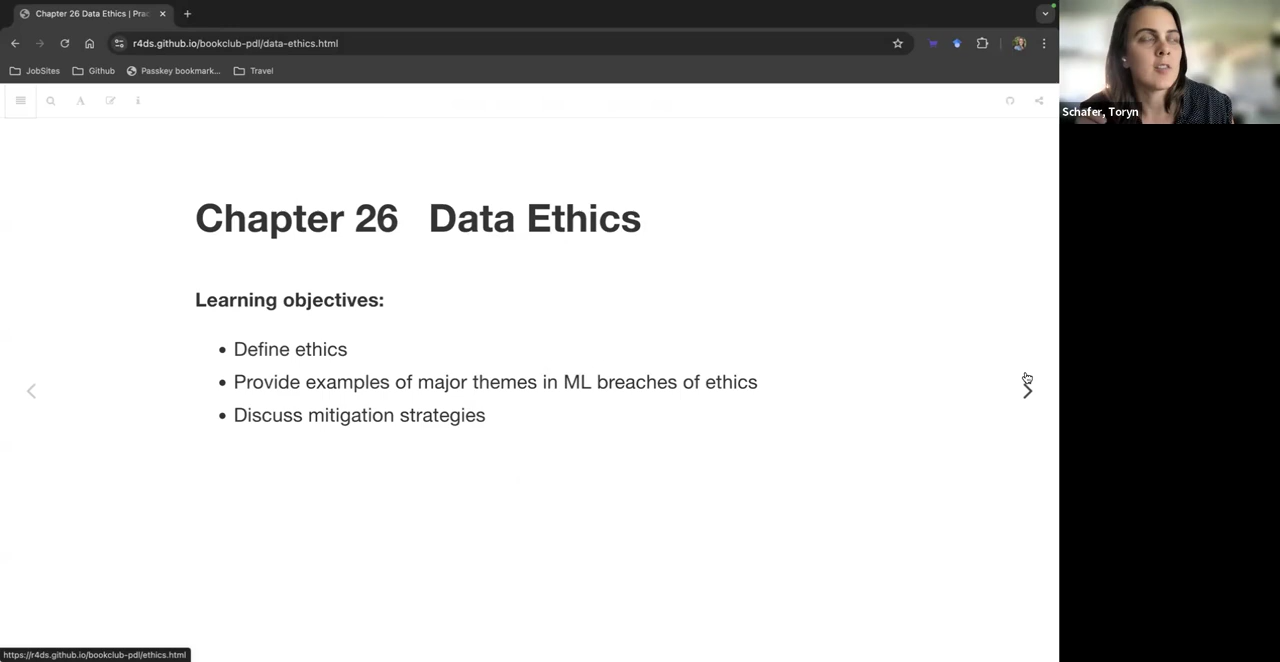 Chapter 26 Data Ethics | Prac
r4ds.github.io/bookclub-pdl/data-ethics.html
JobSites
Github
Passkey bookmark...
Travel
Schafer, Toryn
Chapter 26 Data Ethics
Learning objectives:
• Define ethics
• Provide examples of major themes in ML breaches of ethics
• Discuss mitigation strategies
https://r4ds.github.io/bookclub-pdl/ethics.html